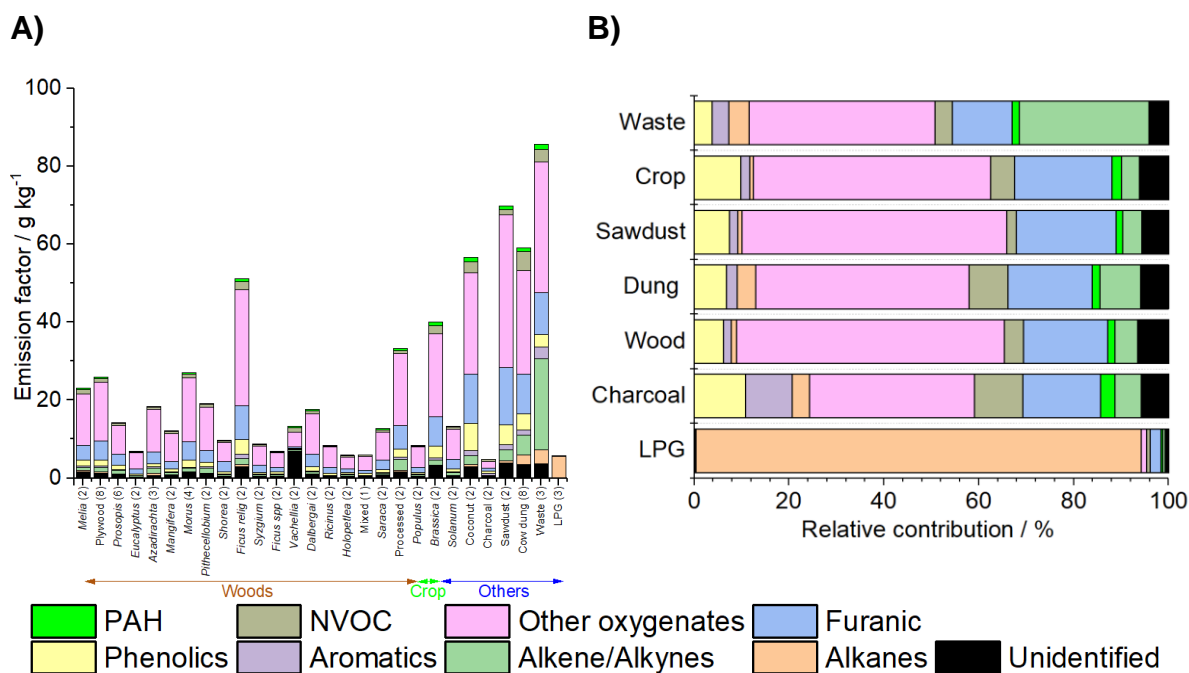 A)
B)
100
80
60
40
20
0
Emission factor / g kg-1
Melia (2)
Plywood (8)
Prosopis (6)
Eucalyptus (2)
Azadirachta (3)
Mangifera (2)
Morus (4)
Pithecellobium (2)
Shorea (2)
Ficus relig (2)
Syzgium (2)
Ficus spp (2)
Vachellia (2)
Dalbergai (2)
Ricinus (2)
Holopetlea (2)
Mixed (1)
Saraca (2)
Processed (2)
Populus (2)
Brassica (2)
Solanum (2)
Coconut (2)
Charcoal (2)
Sawdust (2)
Cow dung (8)
Waste (3)
LPG (3)
Woods
Crop
Others
Waste
Crop
Sawdust
Dung
Wood
Charcoal
LPG
0 20 40 60 80 100
Relative contribution / %
PAH NVOC Other oxygenates Furanic
Phenolics Aromatics Alkene/Alkynes Alkanes Unidentified